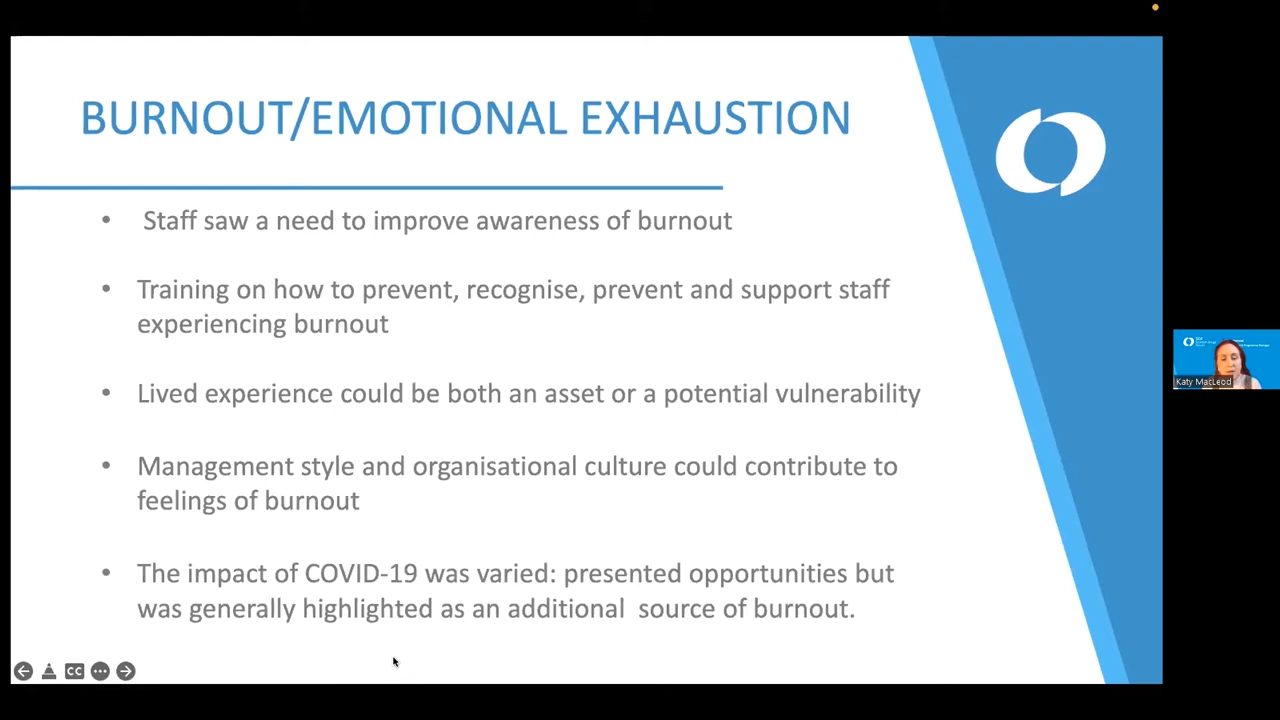 BURNOUT/EMOTIONAL EXHAUSTION
• Staff saw a need to improve awareness of burnout
• Training on how to prevent, recognise, prevent and support staff
experiencing burnout
• Lived experience could be both an asset or a potential vulnerability
• Management style and organisational culture could contribute to
feelings of burnout
• The impact of COVID-19 was varied: presented opportunities but
was generally highlighted as an additional source of burnout.
CC
Katy MacLeod